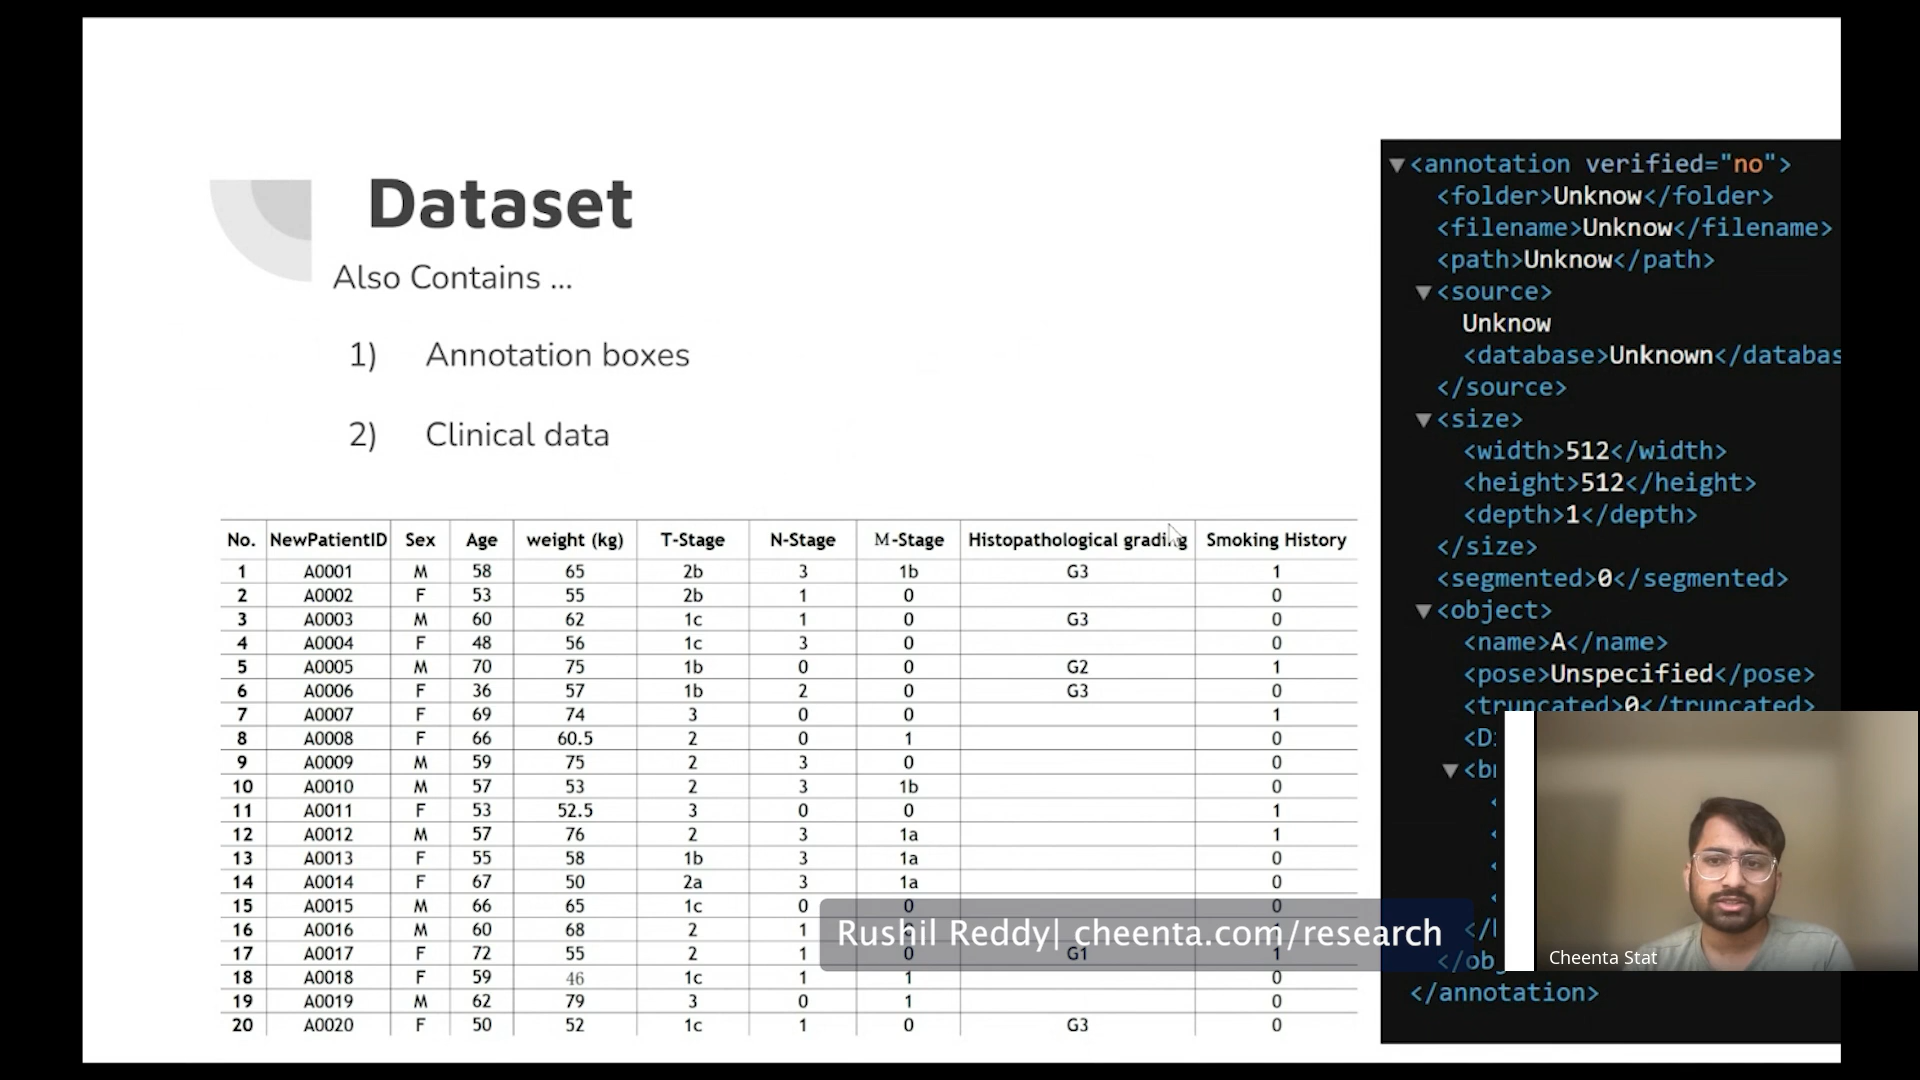 Dataset
Also Contains ...
1) Annotation boxes
2) Clinical data
No. NewPatientID Sex Age weight (kg) T-Stage N-Stage M-Stage Histopathological grading Smoking History
1 A0001 M 58 65 2b 3 1b G3 1
2 A0002 F 53 55 2b 1 0 0
3 A0003 M 60 62 1c 1 0 G3 0
4 A0004 F 48 56 1c 3 0 0
5 A0005 M 70 75 1b 0 0 G2 1
6 A0006 F 36 57 1b 2 0 G3 0
7 A0007 F 69 74 3 0 0 1
8 A0008 F 66 60.5 2 0 1 0
9 A0009 M 59 75 2 3 0 0
10 A0010 M 57 53 2 3 1b 0
11 A0011 F 53 52.5 3 0 0 1
12 A0012 M 57 76 2 3 1a 1
13 A0013 F 55 58 1b 3 1a 0
14 A0014 F 67 50 2a 3 1a 0
15 A0015 M 66 65 1c 0 0 0
16 A0016 M 60 68 2 1
17 A0017 F 72 55 2 1 0 G1 1
18 A0018 F 59 46 1c 1 1 0
19 A0019 M 62 79 3 0 1 0
20 A0020 F 50 52 1c 1 0 G3 0
Rushil Reddy| cheenta.com/research
<annotation verified="no">
<folder>Unknow</folder>
<filename>Unknow</filename>
<path>Unknow</path>
<source>
Unknow
<database>Unknown</databas
</source>
<size>
<width>512</width>
<height>512</height>
<depth>1</depth>
</size>
<segmented>0</segmented>
<object>
<name>A</name>
<pose>Unspecified</pose>
<truncated>0</truncated>
</annotation>
Cheenta Stat